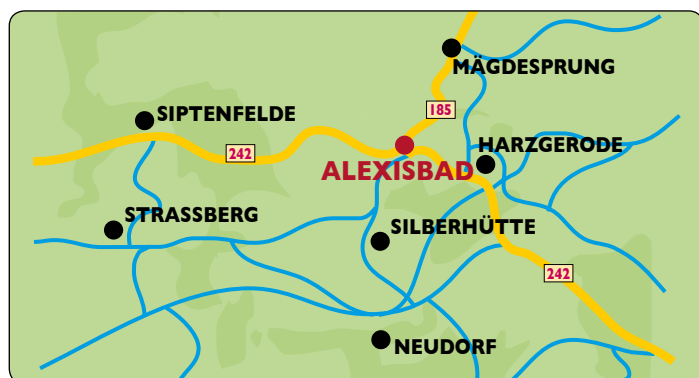 MÄGDESPRUNG
185
SIPTENFELDE
242
HARZGERODE
ALEXISBAD
STRASSBERG
SILBERHÜTTE
242
NEUDORF